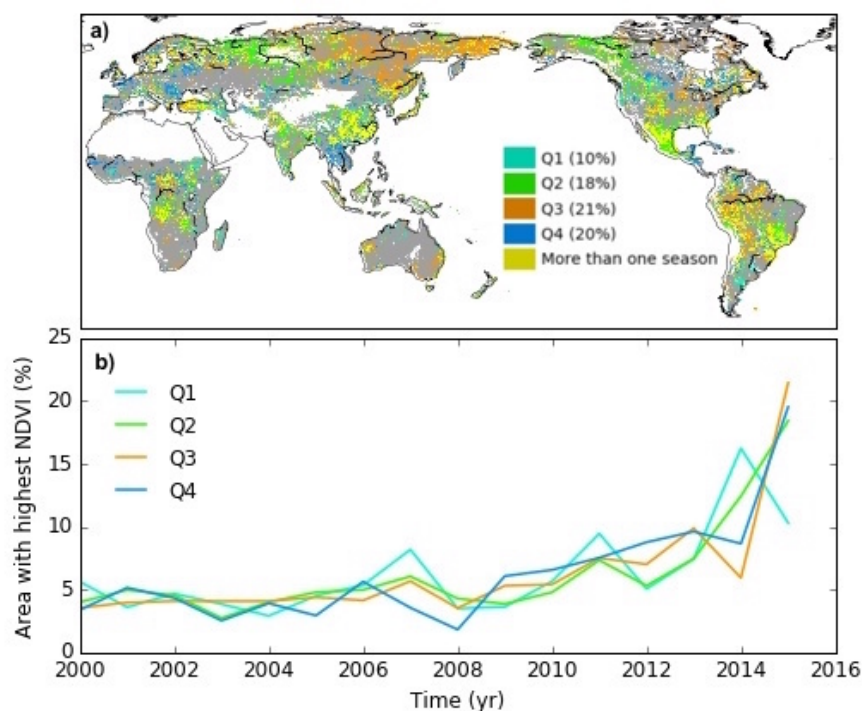 a)
Q1 (10%)
Q2 (18%)
Q3 (21%)
Q4 (20%)
More than one season
b)
Q1
Q2
Q3
Q4
Area with highest NDVI (%)
25
20
15
10
5
0
2000 2002 2004 2006 2008 2010 2012 2014 2016
Time (yr)